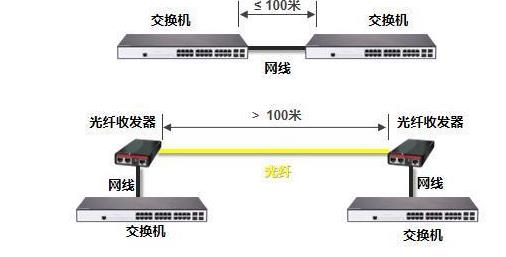 ≤ 100米
交换机 交换机
网线
> 100米
光纤收发器 光纤收发器
光纤
网线 网线
交换机 交换机